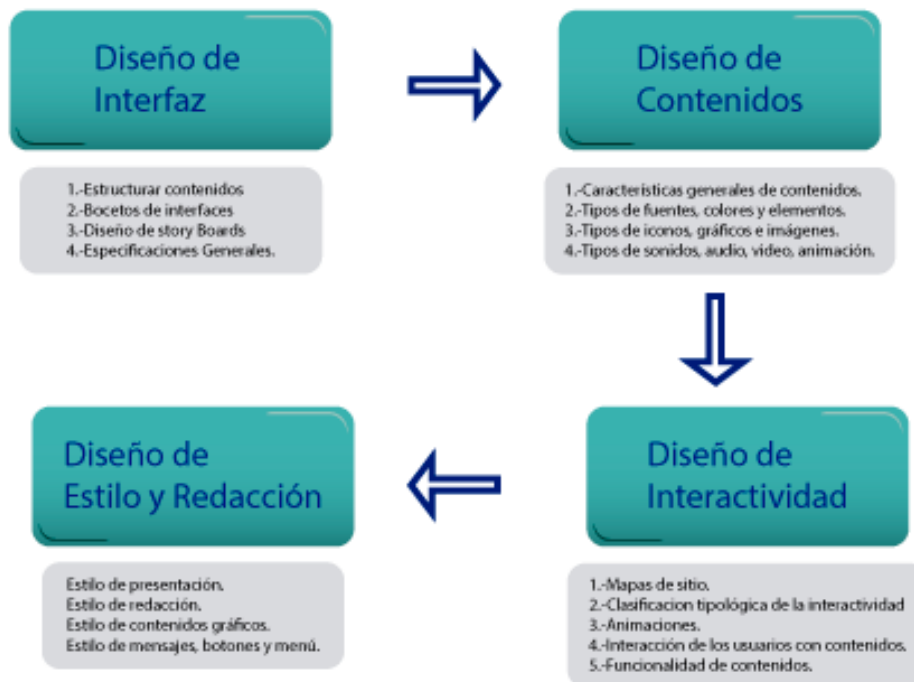 Diseño de
Interfaz
1.-Estructurar contenidos
2.-Bocetos de interfaces
3.-Diseño de story Boards
4.-Especificaciones Generales.
Diseño de
Contenidos
1.-Características generales de contenidos.
2.-Tipos de fuentes, colores y elementos.
3.-Tipos de iconos, gráficos e imágenes.
4.-Tipos de sonidos, audio, video, animación.
Diseño de
Interactividad
1.-Mapas de sitio.
2.-Clasificacion tipológica de la interactividad
3.-Animaciones.
4.-Interacción de los usuarios con contenidos.
5.-Funcionalidad de contenidos.
Diseño de
Estilo y Redacción
Estilo de presentación.
Estilo de redacción.
Estilo de contenidos gráficos.
Estilo de mensajes, botones y menú.